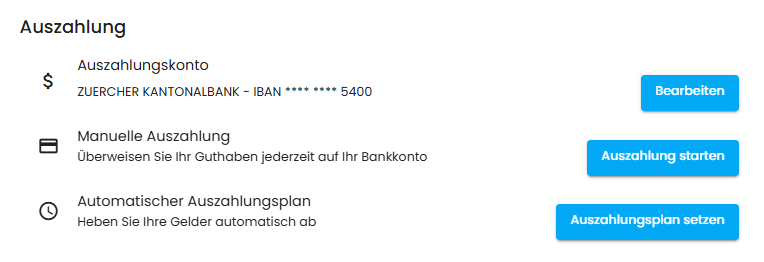 Auszahlung
$
Auszahlungskonto
ZUERCHER KANTONALBANK - IBAN **** **** 5400
Bearbeiten
Manuelle Auszahlung
Überweisen Sie Ihr Guthaben jederzeit auf Ihr Bankkonto
Auszahlung starten
Automatischer Auszahlungsplan
Heben Sie Ihre Gelder automatisch ab
Auszahlungsplan setzen